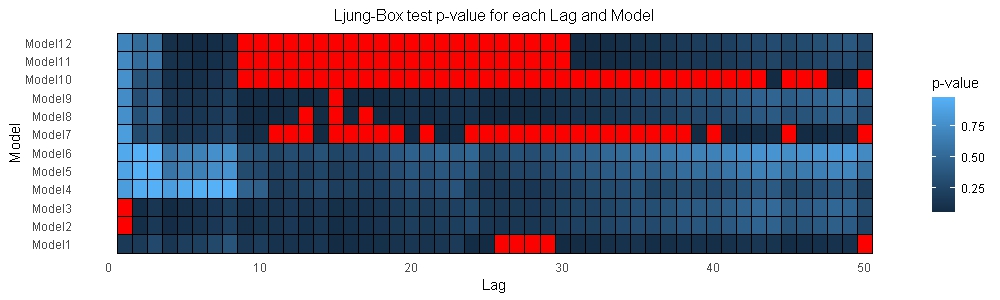 Ljung-Box test p-value for each Lag and Model
Model12
Model11
Model10
Model9
Model8
Model7
Model6
Model5
Model4
Model3
Model2
Model1
Model
0 10 20 30 40 50
Lag
p-value
0.75
0.50
0.25